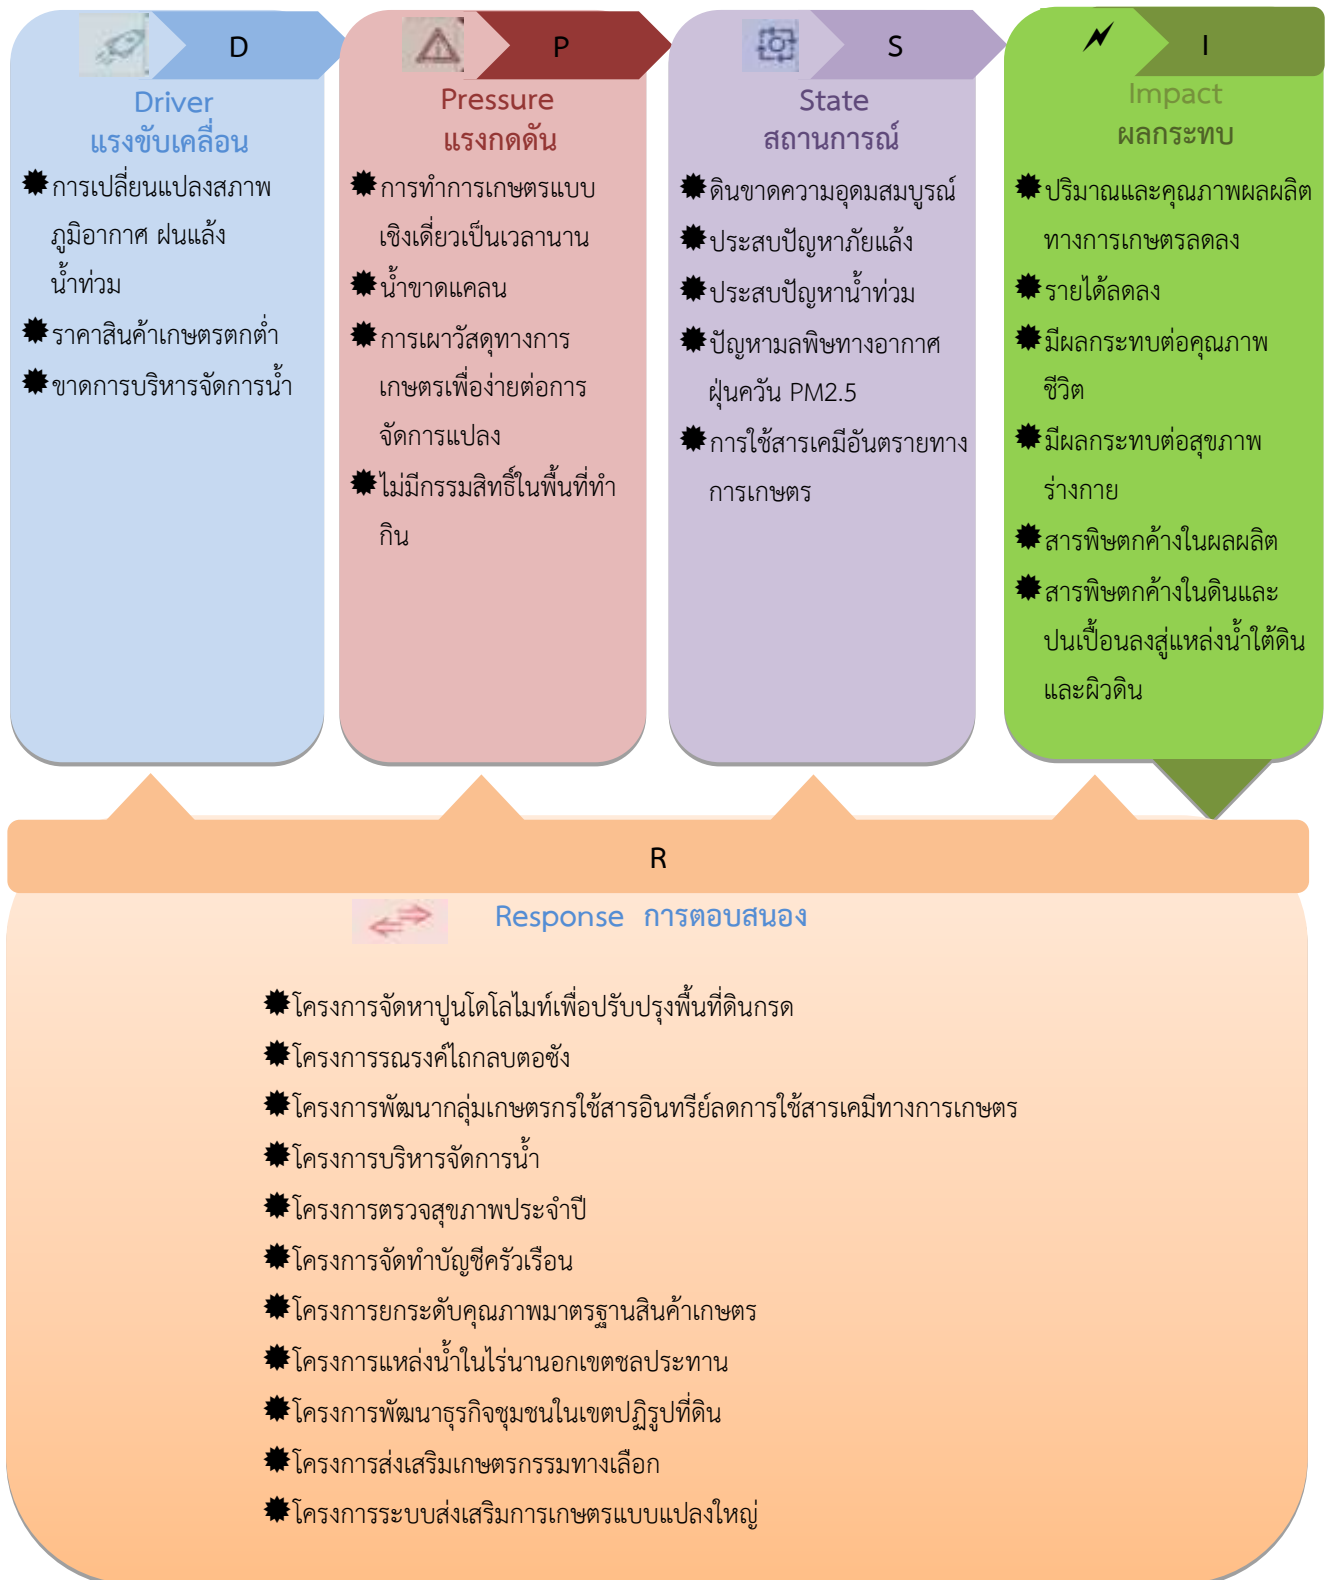 D
Driver
แรงขับเคลื่อน
การเปลี่ยนแปลงสภาพ
ภูมิอากาศ ฝนแล้ง
น้ำท่วม
ราคาสินค้าเกษตรตกต่ำ
ขาดการบริหารจัดการน้ำ
P
Pressure
แรงกดดัน
การทำการเกษตรแบบ
เชิงเดี่ยวเป็นเวลานาน
น้ำขาดแคลน
การเผาวัสดุทางการ
เกษตรเพื่อง่ายต่อการ
จัดการแปลง
ไม่มีกรรมสิทธิ์ในพื้นที่ทำ
กิน
S
State
สถานการณ์
ดินขาดความอุดมสมบูรณ์
ประสบปัญหาภัยแล้ง
ประสบปัญหาน้ำท่วม
ปัญหามลพิษทางอากาศ
ฝุ่นควัน PM2.5
การใช้สารเคมีอันตรายทาง
การเกษตร
I
Impact
ผลกระทบ
ปริมาณและคุณภาพผลผลิต
ทางการเกษตรลดลง
รายได้ลดลง
มีผลกระทบต่อคุณภาพ
ชีวิต
มีผลกระทบต่อสุขภาพ
ร่างกาย
สารพิษตกค้างในผลผลิต
สารพิษตกค้างในดินและ
ปนเปื้อนลงสู่แหล่งน้ำใต้ดิน
และผิวดิน
R
Response การตอบสนอง
โครงการจัดหาปูนโดโลไมท์เพื่อปรับปรุงพื้นที่ดินกรด
โครงการรณรงค์ไถกลบตอซัง
โครงการพัฒนากลุ่มเกษตรกรใช้สารอินทรีย์ลดการใช้สารเคมีทางการเกษตร
โครงการบริหารจัดการน้ำ
โครงการตรวจสุขภาพประจำปี
โครงการจัดทำบัญชีครัวเรือน
โครงการยกระดับคุณภาพมาตรฐานสินค้าเกษตร
โครงการแหล่งน้ำในไร่นานอกเขตชลประทาน
โครงการพัฒนาธุรกิจชุมชนในเขตปฏิรูปที่ดิน
โครงการส่งเสริมเกษตรกรรมทางเลือก
โครงการระบบส่งเสริมการเกษตรแบบแปลงใหญ่